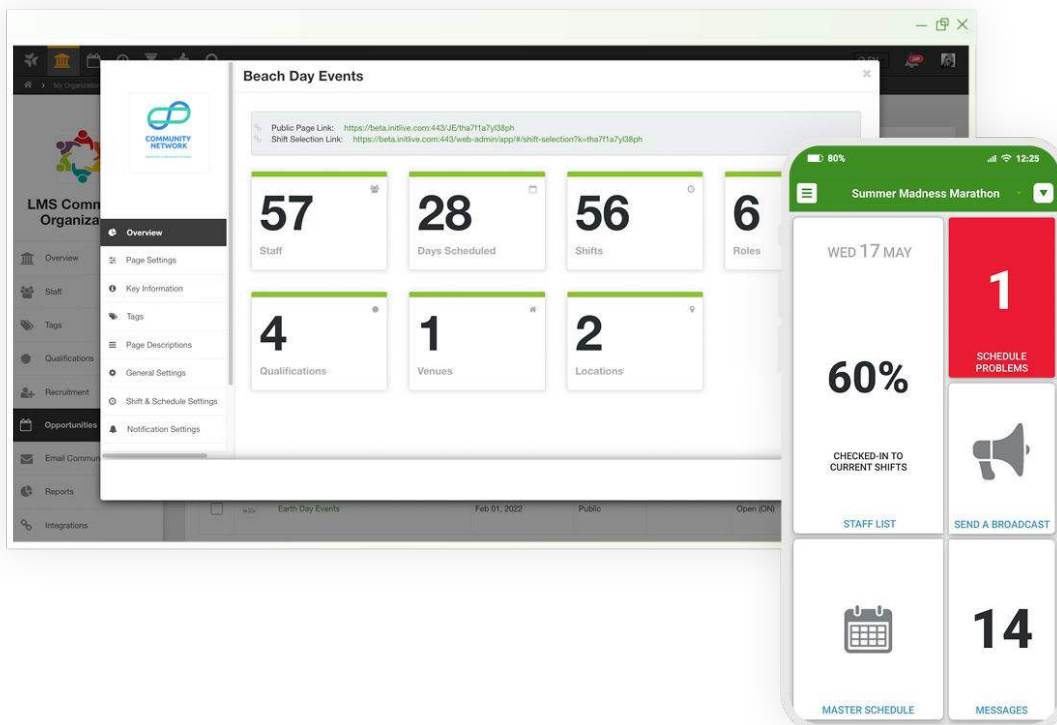 My Organizatio
LMS Comm
Organiza
Overview
Staff
Tags
Qualifications
Recruitment
Opportunities
Email Commun
Reports
Integrations
COMMUNITY
NETWORK
Overview
Page Settings
Key Information
Tags
Page Descriptions
General Settings
Shift & Schedule Settings
Notification Settings
Beach Day Events
Public Page Link: https://beta.initlive.com:443/JE/tha7f1a7yl38ph
Shift Selection Link: https://beta.initlive.com:443/web-admin/app/#/shift-selection?k=tha7f1a7yl38ph
57
Staff
28
Days Scheduled
56
Shifts
6
Roles
4
Qualifications
1
Venues
2
Locations
Earth Day Events Feb 01, 2022 Public Open (ON)
80% 12:25
Summer Madness Marathon
WED 17 MAY
60%
CHECKED-IN TO
CURRENT SHIFTS
STAFF LIST
1
SCHEDULE
PROBLEMS
SEND A BROADCAST
MASTER SCHEDULE
14
MESSAGES